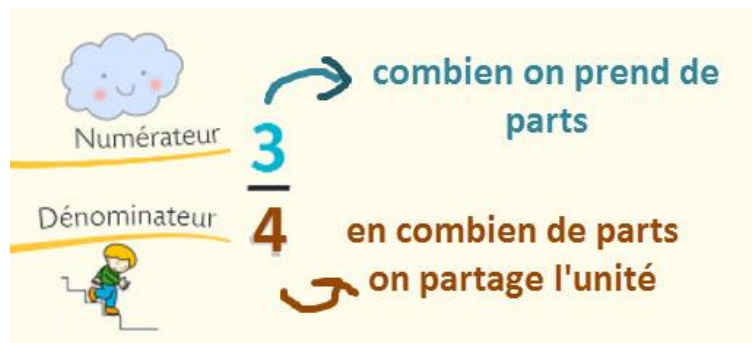 combien on prend de
parts
Numérateur
3
4
Dénominateur
en combien de parts
on partage l'unité